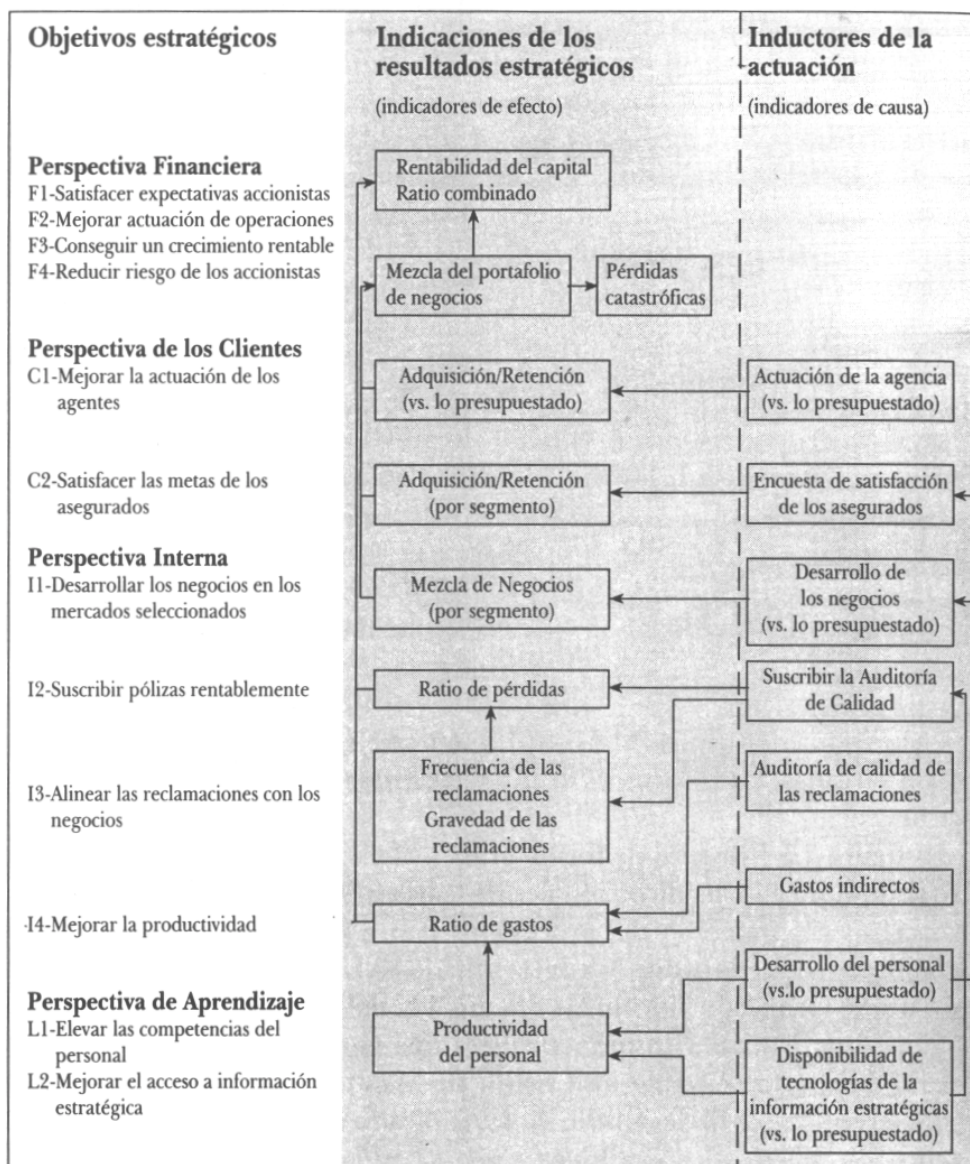 Objetivos estratégicos
Indicaciones de los
resultados estratégicos
(indicadores de efecto)
Inductores de la
actuación
(indicadores de causa)
Perspectiva Financiera
F1-Satisfacer expectativas accionistas
F2-Mejorar actuación de operaciones
F3-Conseguir un crecimiento rentable
F4-Reducir riesgo de los accionistas
Rentabilidad del capital
Ratio combinado
Mezcla del portafolio
de negocios
Pérdidas
catastróficas
Perspectiva de los Clientes
C1-Mejorar la actuación de los
agentes
Adquisición/Retención
(vs. lo presupuestado)
Actuación de la agencia
(vs. lo presupuestado)
C2-Satisfacer las metas de los
asegurados
Adquisición/Retención
(por segmento)
Encuesta de satisfacción
de los asegurados
Perspectiva Interna
I1-Desarrollar los negocios en los
mercados seleccionados
Mezcla de Negocios
(por segmento)
Desarrollo de
los negocios
(vs. lo presupuestado)
I2-Suscribir pólizas rentablemente
Ratio de pérdidas
Suscribir la Auditoría
de Calidad
I3-Alinear las reclamaciones con los
negocios
Frecuencia de las
reclamaciones
Gravedad de las
reclamaciones
Auditoría de calidad de
las reclamaciones
Gastos indirectos
I4-Mejorar la productividad
Ratio de gastos
Desarrollo del personal
(vs.lo presupuestado)
Perspectiva de Aprendizaje
L1-Elevar las competencias del
personal
L2-Mejorar el acceso a información
estratégica
Productividad
del personal
Disponibilidad de
tecnologías de la
información estratégicas
(vs. lo presupuestado)